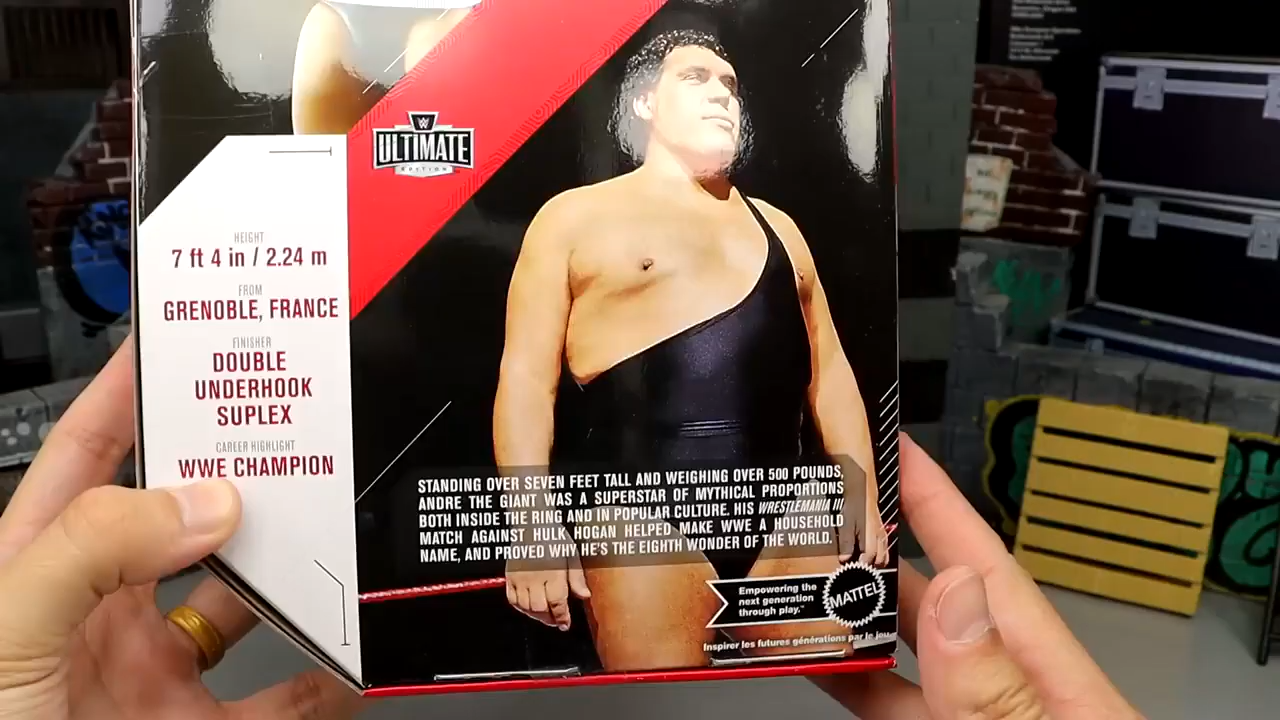 W
ULTIMATE
EDITION
HEIGHT
7 ft 4 in / 2.24 m
FROM
GRENOBLE, FRANCE
FINISHER
DOUBLE
UNDERHOOK
SUPLEX
CAREER HIGHLIGHT
WWE CHAMPION
STANDING OVER SEVEN FEET TALL AND WEIGHING OVER 500 POUNDS,
ANDRE THE GIANT WAS A SUPERSTAR OF MYTHICAL PROPORTIONS
BOTH INSIDE THE RING AND IN POPULAR CULTURE. HIS WRESTLEMANIA III
MATCH AGAINST HULK HOGAN HELPED MAKE WWE A HOUSEHOLD
NAME, AND PROVED WHY HE'S THE EIGHTH WONDER OF THE WORLD.
Empowering the
next generation
through play.™
MATTEL
Inspirer les futures générations par le jeu